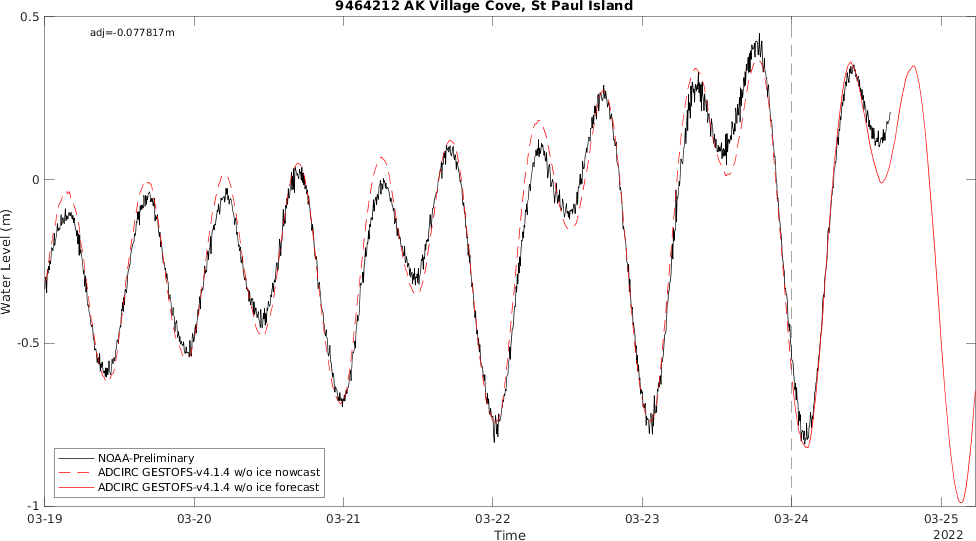 9464212 AK Village Cove, St Paul Island
adj=-0.077817m
0.5
0
-0.5
-1
Water Level (m)
NOAA-Preliminary
ADCIRC GESTOFS-v4.1.4 w/o ice nowcast
ADCIRC GESTOFS-v4.1.4 w/o ice forecast
03-19 03-20 03-21 03-22 03-23 03-24 03-25
Time 2022